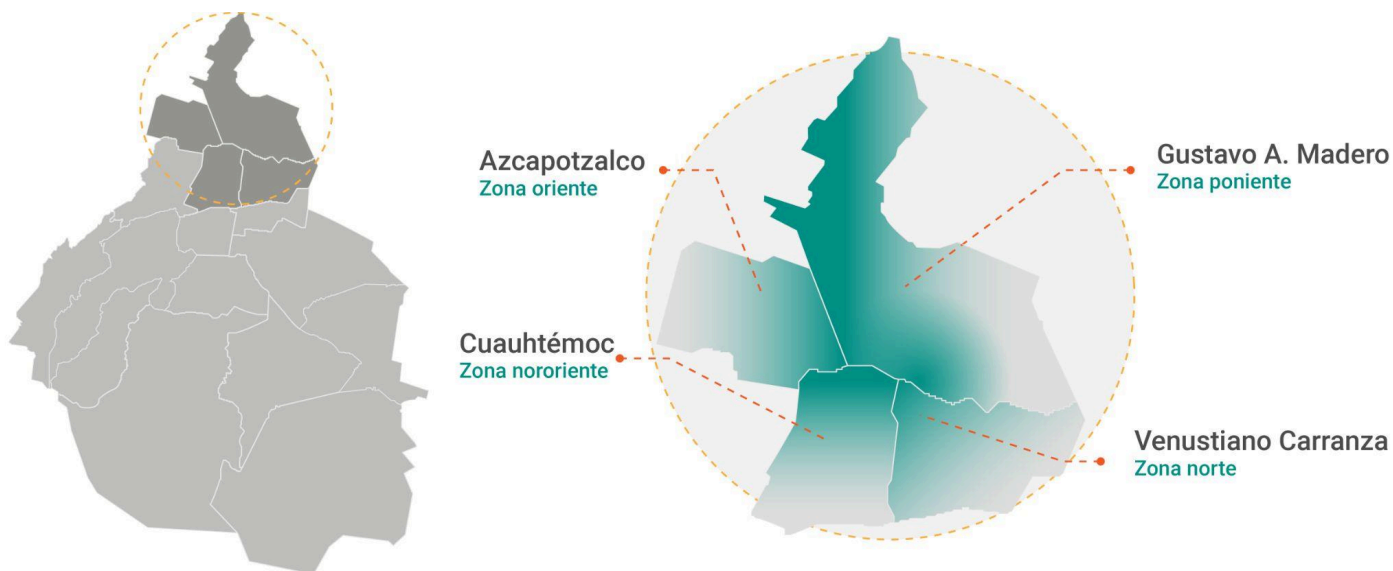 Azcapotzalco
Zona oriente
Gustavo A. Madero
Zona poniente
Cuauhtémoc
Zona nororiente
Venustiano Carranza
Zona norte